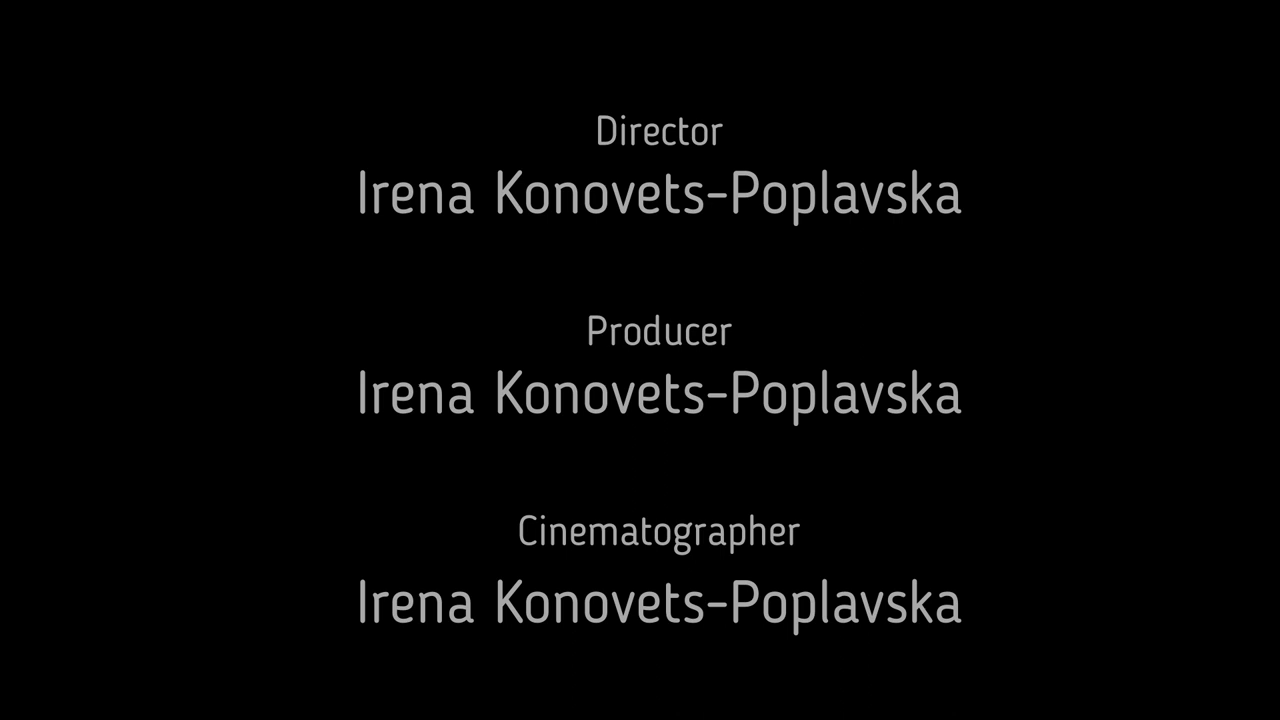 Director
Irena Konovets-Poplavska
Producer
Irena Konovets-Poplavska
Cinematographer
Irena Konovets-Poplavska